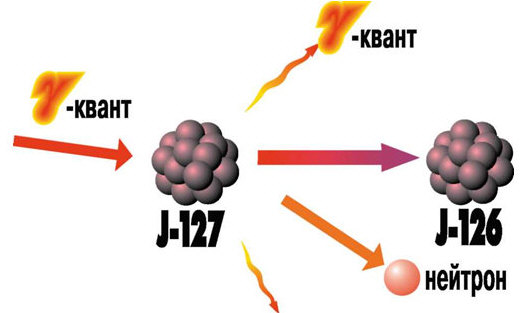 γ-квант
γ-квант
J-127
J-126
нейтрон